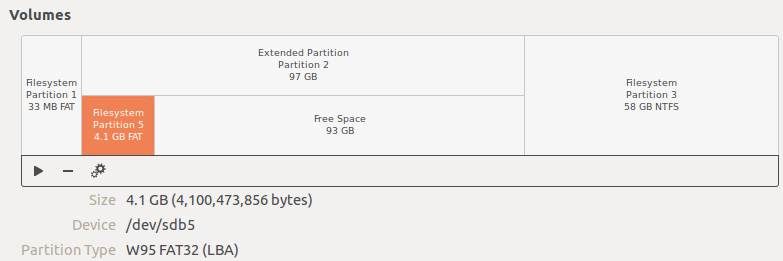 Volumes
Extended Partition
Partition 2
97 GB
Filesystem
Partition 1
33 MB FAT
Filesystem
Partition 3
58 GB NTFS
Filesystem
Partition 5
4.1 GB FAT
Free Space
93 GB
Size 4.1 GB (4,100,473,856 bytes)
Device /dev/sdb5
Partition Type W95 FAT32 (LBA)